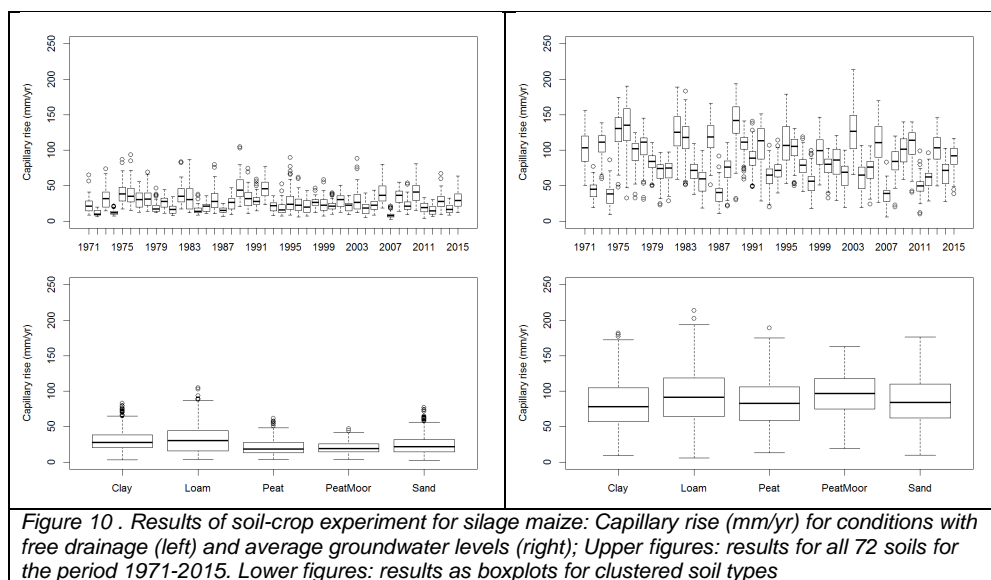 Capillary rise (mm/yr)
250
200
150
100
50
0
1971 1975 1979 1983 1987 1991 1995 1999 2003 2007 2011 2015
Capillary rise (mm/yr)
250
200
150
100
50
0
1971 1975 1979 1983 1987 1991 1995 1999 2003 2007 2011 2015
Capillary rise (mm/yr)
250
200
150
100
50
0
Clay Loam Peat PeatMoor Sand
Capillary rise (mm/yr)
250
200
150
100
50
0
Clay Loam Peat PeatMoor Sand
Figure 10 . Results of soil-crop experiment for silage maize: Capillary rise (mm/yr) for conditions with
free drainage (left) and average groundwater levels (right); Upper figures: results for all 72 soils for
the period 1971-2015. Lower figures: results as boxplots for clustered soil types